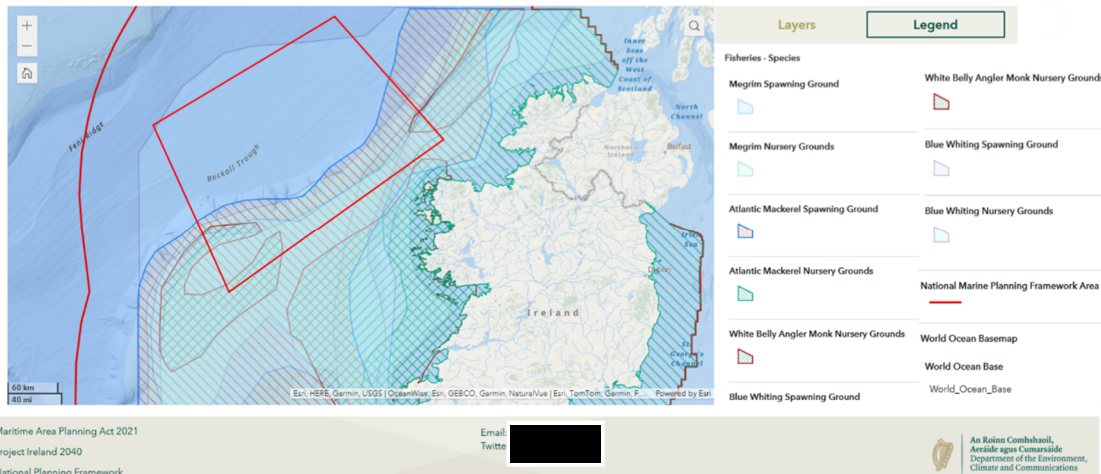 +
−
Layers
Legend
Fisheries - Species
Megrim Spawning Ground
Megrim Nursery Grounds
Atlantic Mackerel Spawning Ground
Atlantic Mackerel Nursery Grounds
White Belly Angler Monk Nursery Grounds
Blue Whiting Spawning Ground
White Belly Angler Monk Nursery Grounds
Blue Whiting Spawning Ground
Blue Whiting Nursery Grounds
National Marine Planning Framework Area
World Ocean Basemap
World Ocean Base
World_Ocean_Base
Inner
Seas
off the
West
Coast of
Scotland
North
Channel
Northern
Ireland
Belfast
Feni Ridge
Rockall Trough
Irish
Sea
Dublin
Ireland
St.
George's
Channel
60 km
40 mi
Esri, HERE, Garmin, USGS | OceanWise, Esri, GEBCO, Garmin, NaturalVue | Esri, TomTom, Garmin, F...
Powered by Esri
Maritime Area Planning Act 2021
Project Ireland 2040
National Planning Framework
Email:
Twitte
An Roinn Comhshaoil,
Aeráide agus Cumarsáide
Department of the Environment,
Climate and Communications